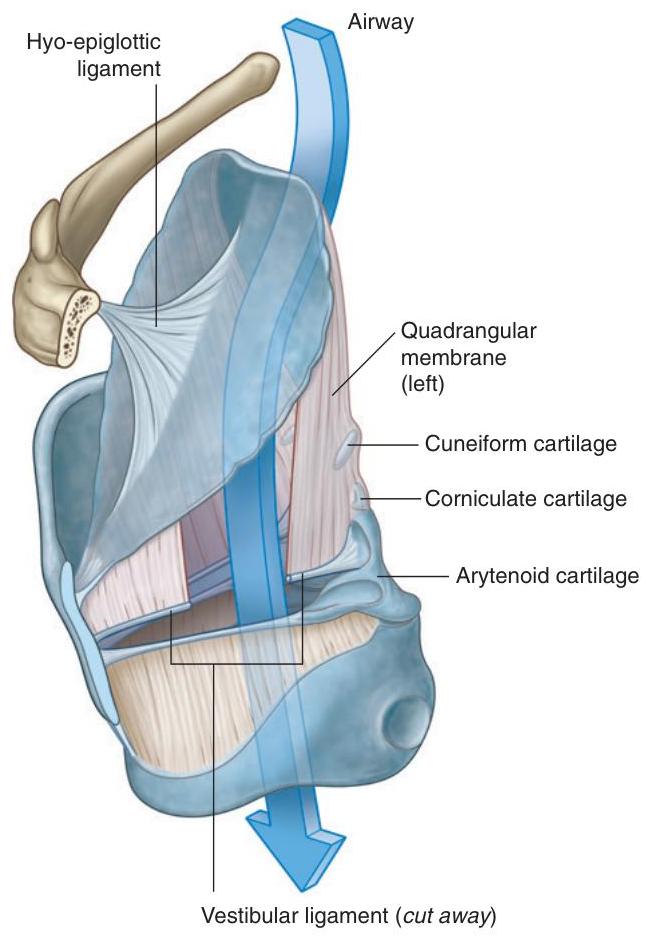 Airway
Hyo-epiglottic
ligament
Quadrangular
membrane
(left)
Cuneiform cartilage
Corniculate cartilage
Arytenoid cartilage
Vestibular ligament (cut away)